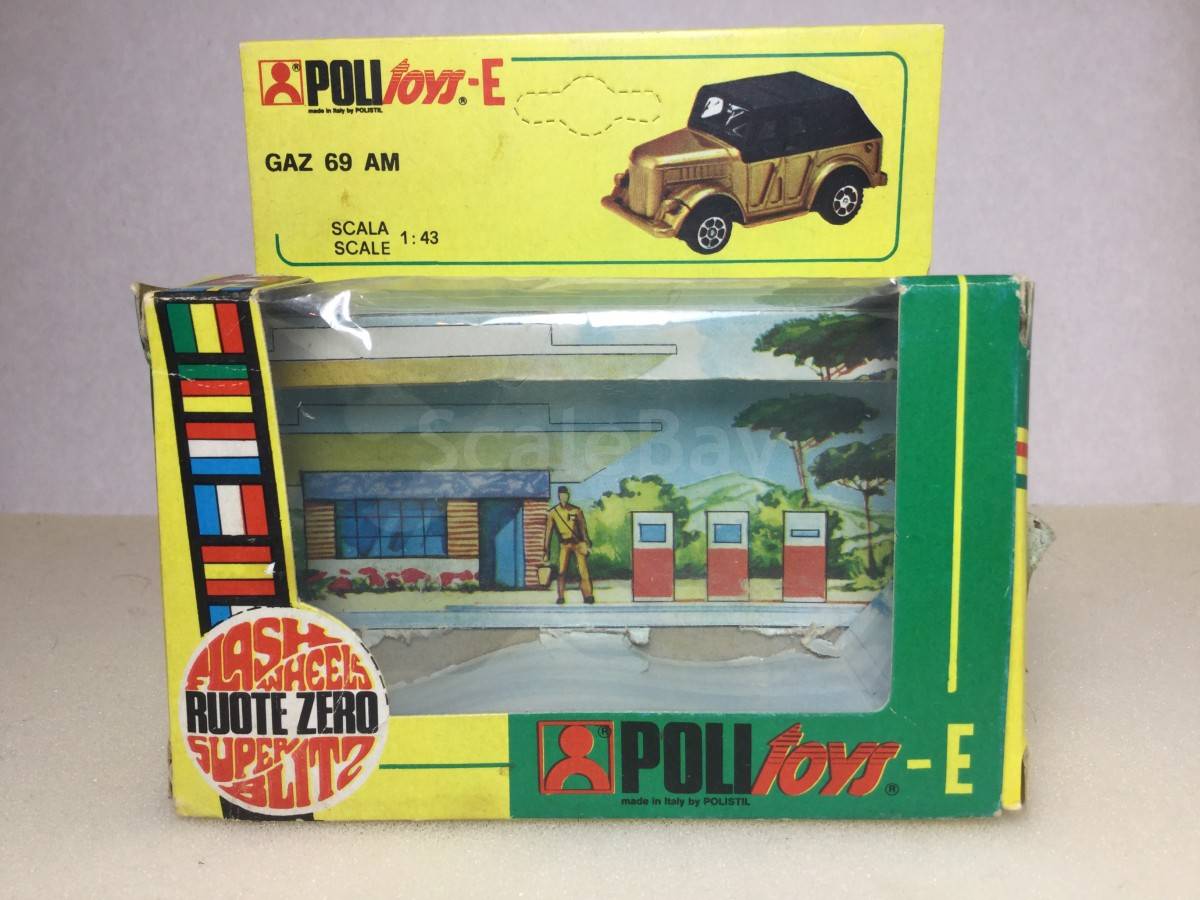 POLITOYS-E
made in Italy by POLISTIL
GAZ 69 AM
SCALA
SCALE 1:43
ScaleBay
FLASH
WHEELS
RUOTE ZERO
SUPER
BLITZ
POLITOYS-E
made in Italy by POLISTIL